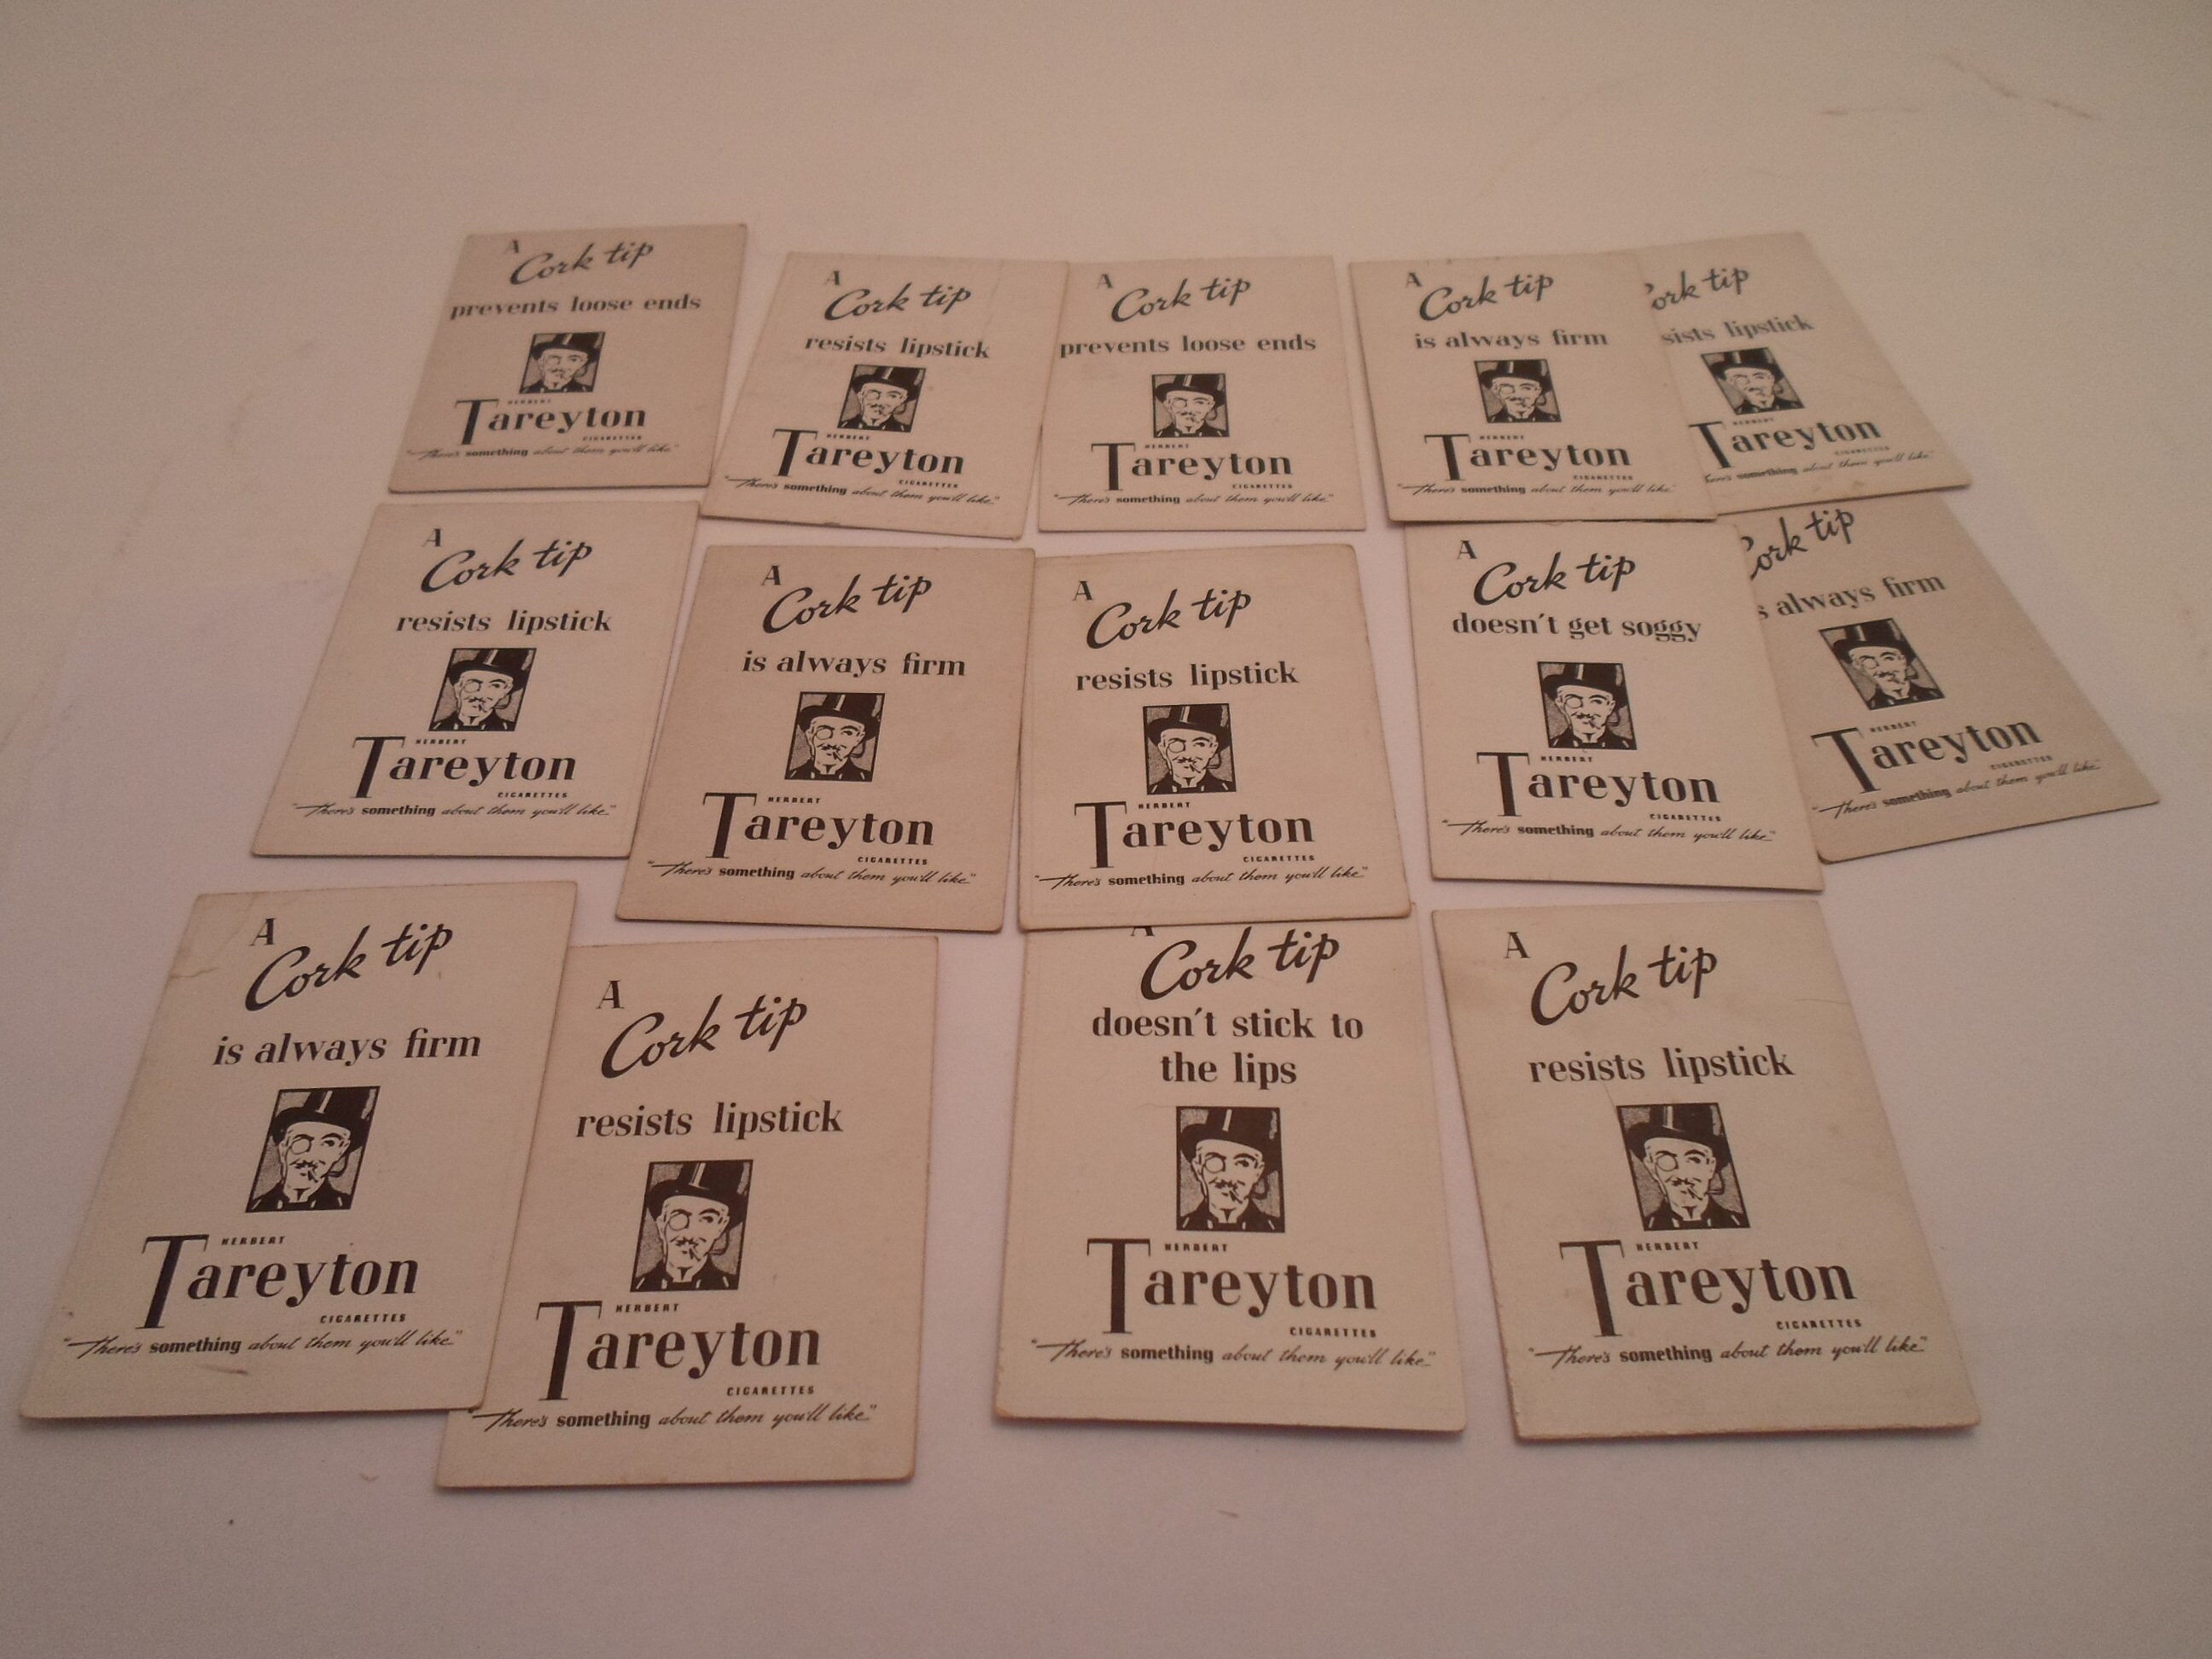 A
Cork tip
prevents loose ends
HERBERT
Tareyton
CIGARETTES
"There's something about them you'll like."
A
Cork tip
resists lipstick
HERBERT
Tareyton
CIGARETTES
"There's something about them you'll like."
A
Cork tip
prevents loose ends
HERBERT
Tareyton
CIGARETTES
"There's something about them you'll like."
A
Cork tip
is always firm
HERBERT
Tareyton
CIGARETTES
"There's something about them you'll like."
ork tip
sists lipstick
HERBERT
Tareyton
CIGARETTES
here's something about them you'll like."
A
Cork tip
resists lipstick
HERBERT
Tareyton
CIGARETTES
"There's something about them you'll like."
A
Cork tip
is always firm
HERBERT
Tareyton
CIGARETTES
"There's something about them you'll like."
A
Cork tip
resists lipstick
HERBERT
Tareyton
CIGARETTES
"There's something about them you'll like."
A
Cork tip
doesn't get soggy
HERBERT
Tareyton
CIGARETTES
"There's something about them you'll like."
Cork tip
s always firm
HERBERT
Tareyton
CIGARETTES
"There's something about them you'll like."
A
Cork tip
is always firm
HERBERT
Tareyton
CIGARETTES
"There's something about them you'll like."
A
Cork tip
resists lipstick
HERBERT
Tareyton
CIGARETTES
"There's something about them you'll like."
A
Cork tip
doesn't stick to
the lips
HERBERT
Tareyton
CIGARETTES
"There's something about them you'll like."
A
Cork tip
resists lipstick
HERBERT
Tareyton
CIGARETTES
"There's something about them you'll like."